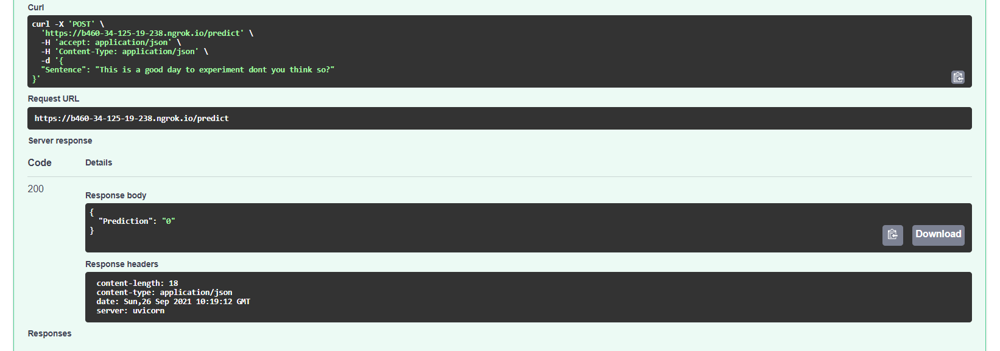 Curl
curl -X 'POST' \
'https://b460-34-125-19-238.ngrok.io/predict' \
-H 'accept: application/json' \
-H 'Content-Type: application/json' \
-d '{
"Sentence": "This is a good day to experiment dont you think so?"
}'
Request URL
https://b460-34-125-19-238.ngrok.io/predict
Server response
Code Details
200
Response body
{
"Prediction": "0"
}
Download
Response headers
content-length: 18
content-type: application/json
date: Sun,26 Sep 2021 10:19:12 GMT
server: uvicorn
Responses